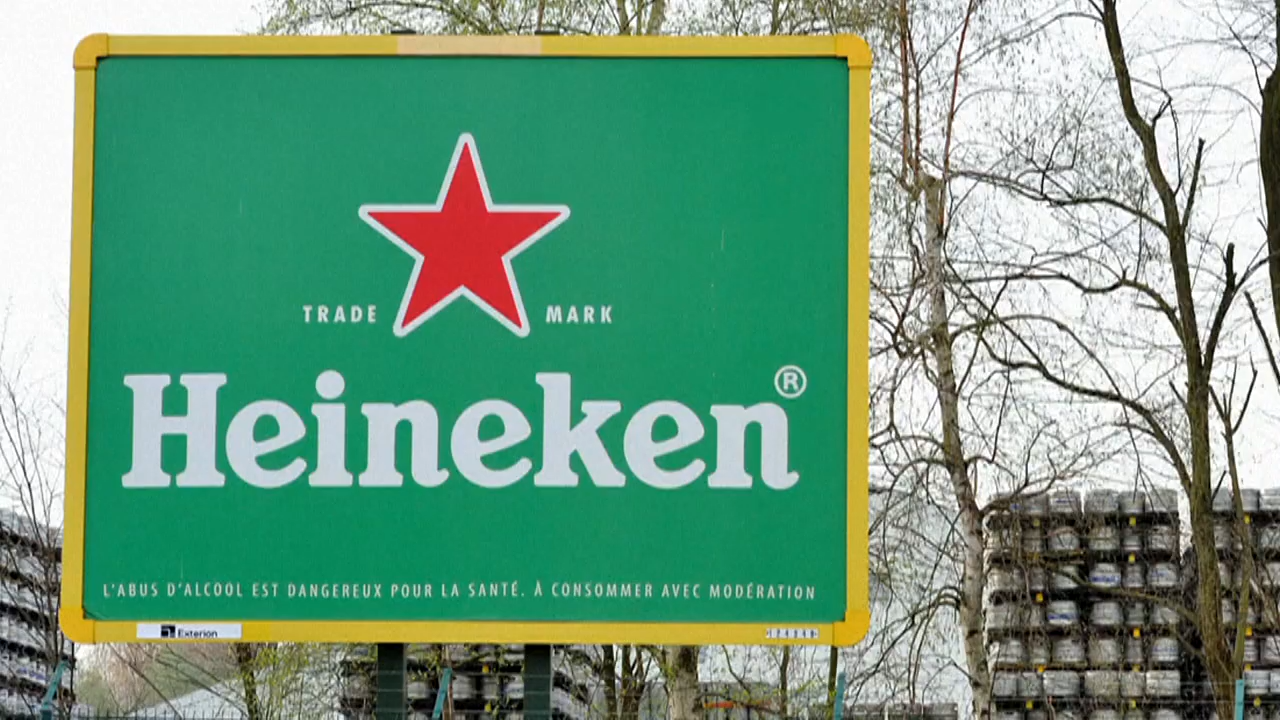 TRADE MARK
Heineken®
L'ABUS D'ALCOOL EST DANGEREUX POUR LA SANTÉ. À CONSOMMER AVEC MODÉRATION
Exterion